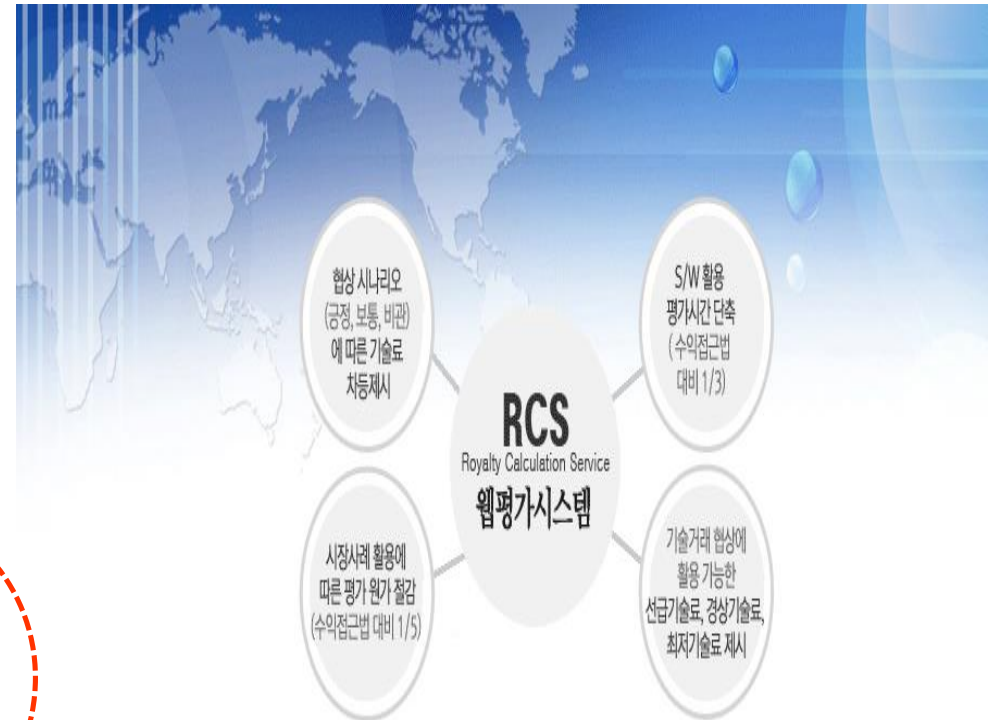 협상 시나리오
(긍정, 보통, 비관)
에 따른 기술료
차등제시
S/W 활용
평가시간 단축
( 수익접근법
대비 1/3)
RCS
Royalty Calculation Service
웹평가시스템
시장사례 활용에
따른 평가 원가 절감
(수익접근법 대비 1/5)
기술거래 협상에
활용 가능한
선급기술료, 경상기술료,
최저기술료 제시